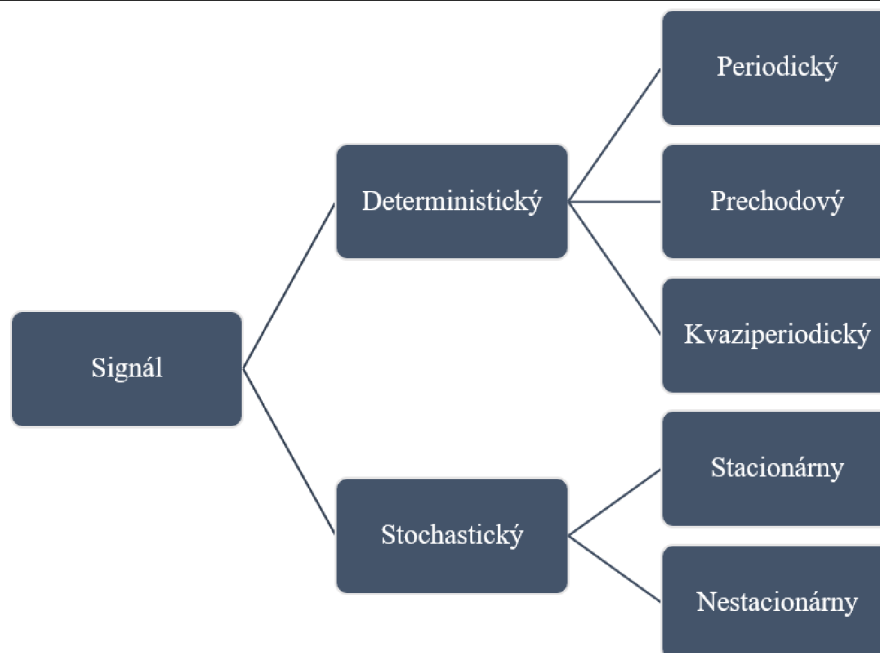 Signál
Deterministický
Periodický
Prechodový
Kvaziperiodický
Stochastický
Stacionárny
Nestacionárny